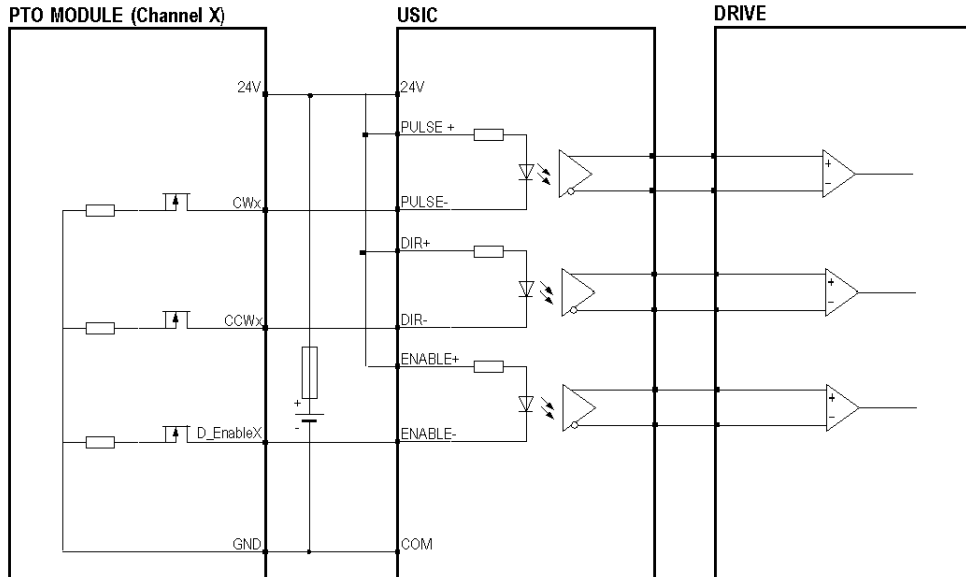 PTO MODULE (Channel X)
USIC
DRIVE
24V
24V
PULSE +
CWx
PULSE-
DIR+
CCWx
DIR-
ENABLE+
D_EnableX
ENABLE-
GND
COM
+
-
+
-
+
-
+
-